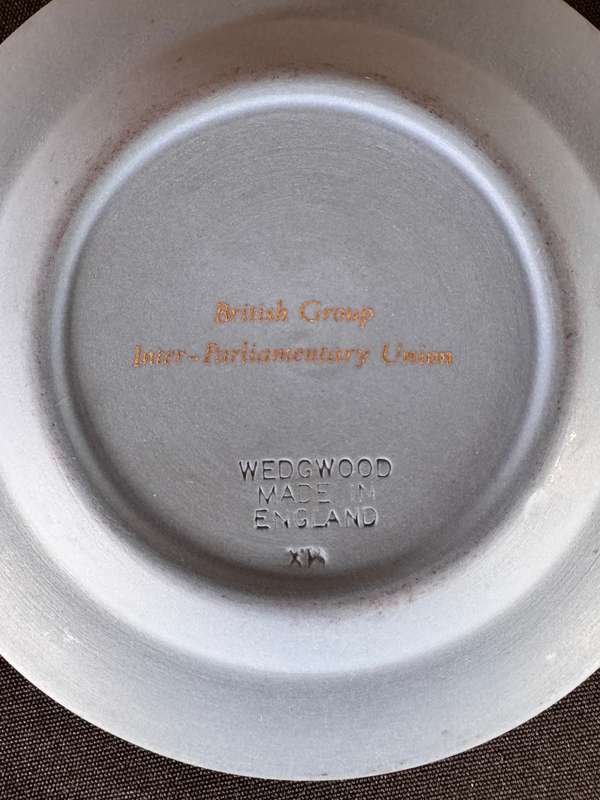 British Group
Inter-Parliamentary Union
WEDGWOOD
MADE IN
ENGLAND